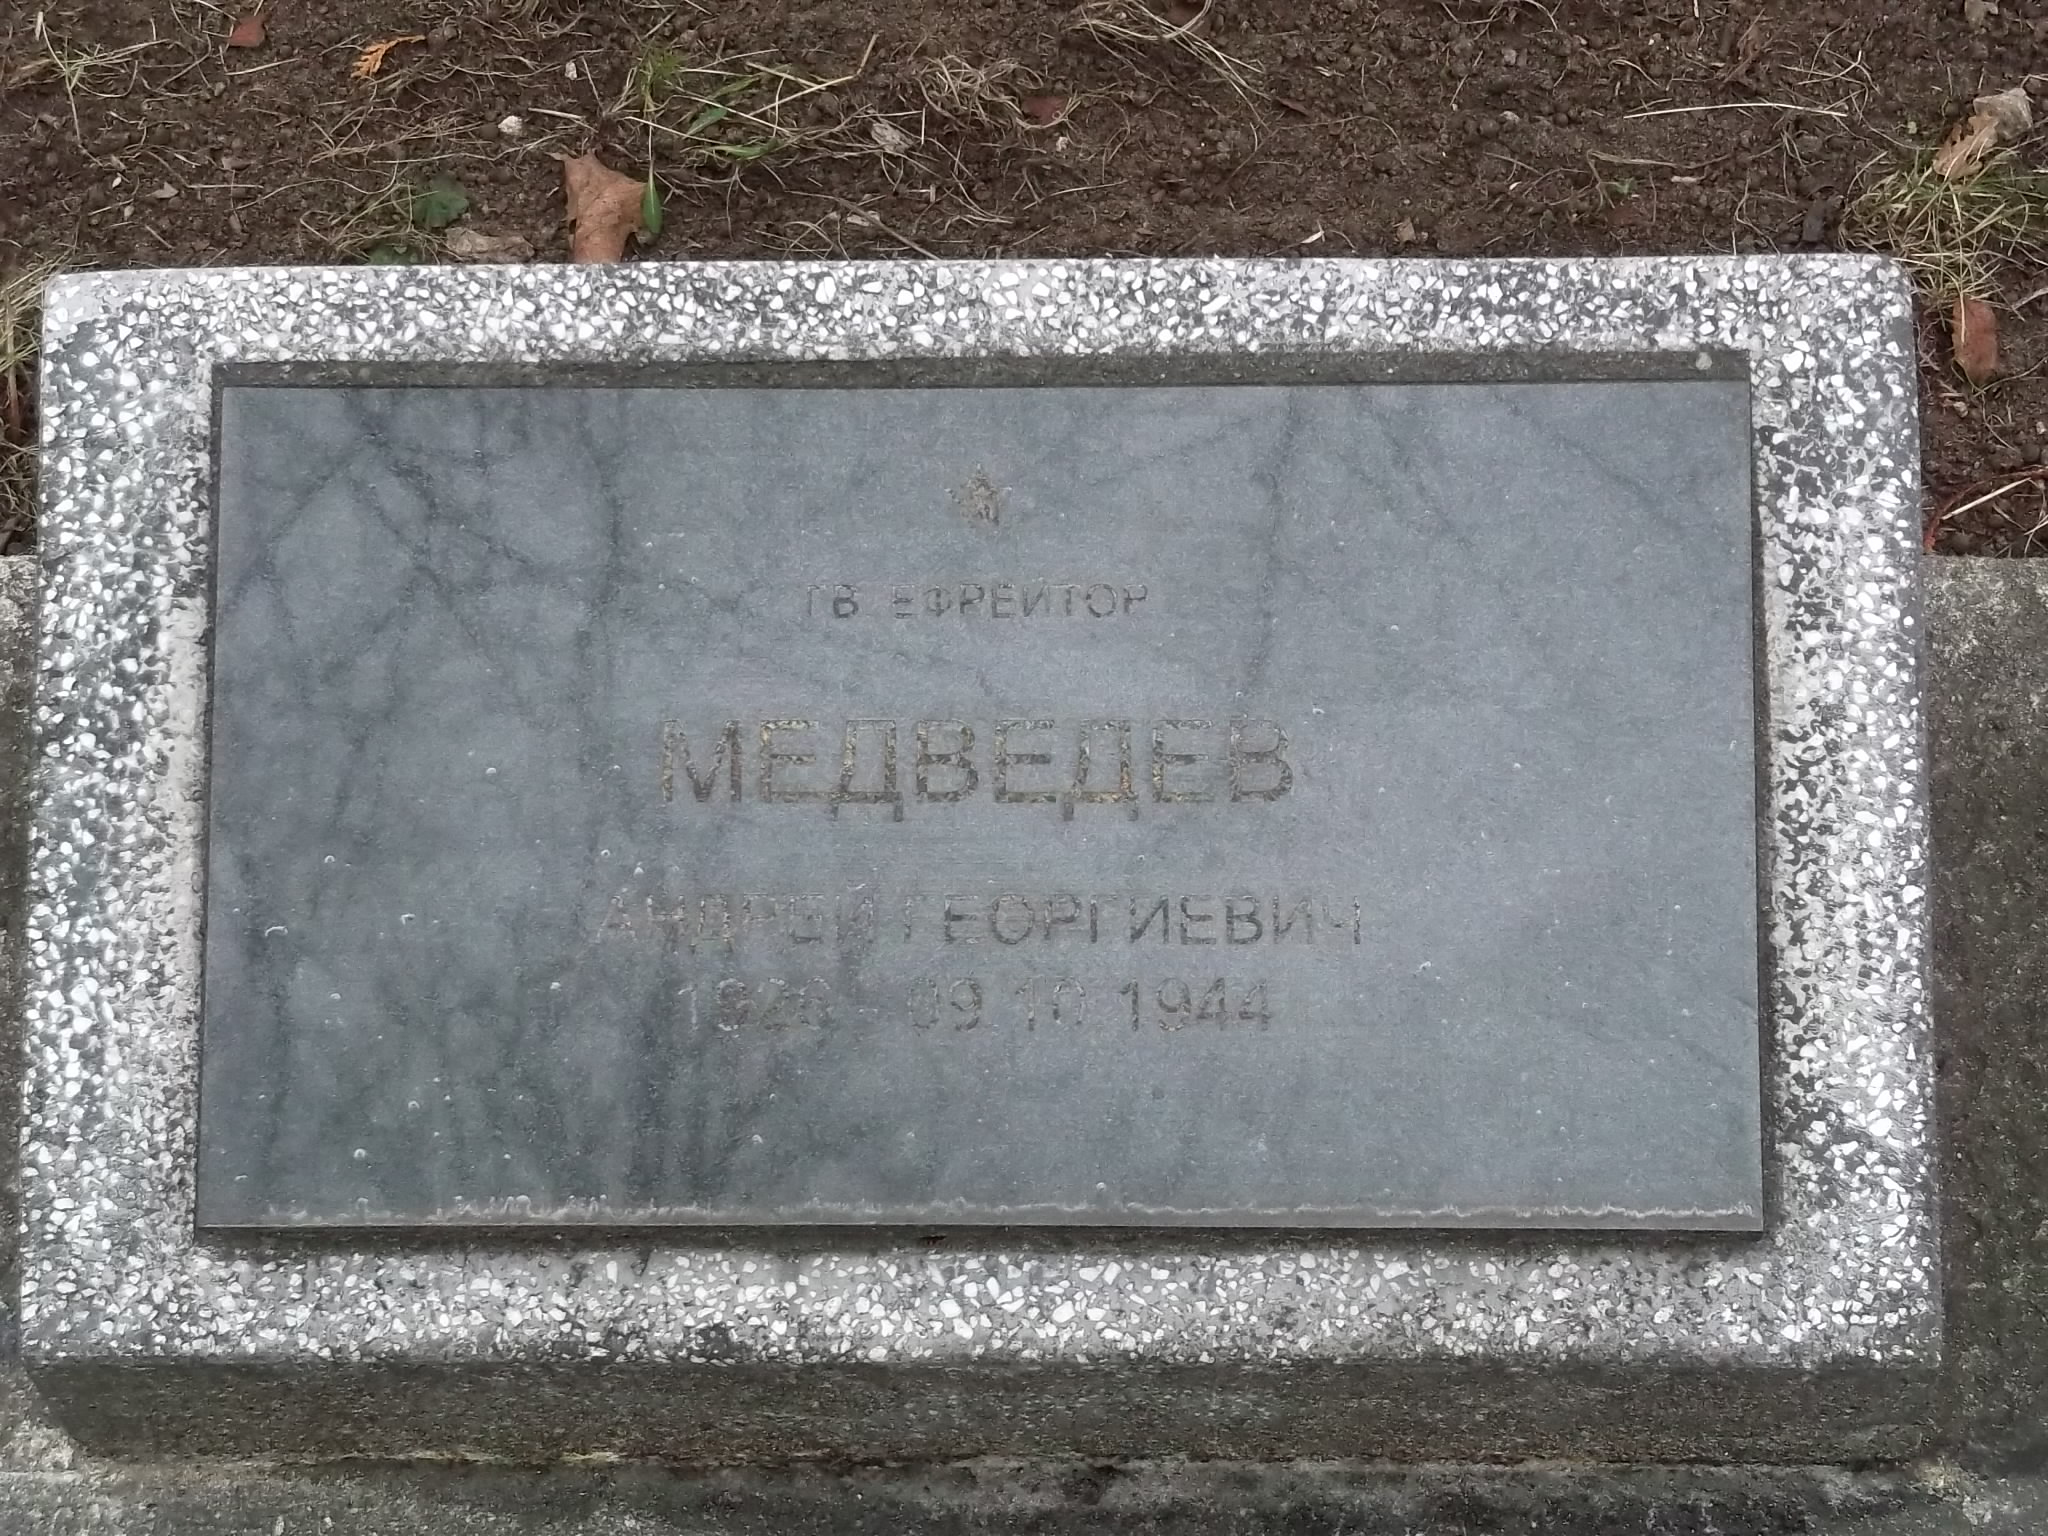 ГВ ЕФРЕЙТОР
МЕДВЕДЕВ
АНДРЕЙ ГЕОРГИЕВИЧ
- 09 10 1944